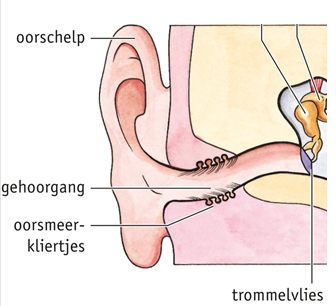 oorschelp
gehoorgang
oorsmeer-
kliertjes
trommelvlies